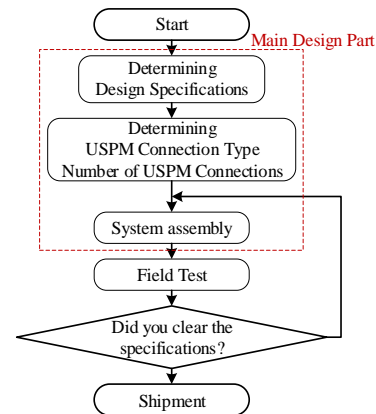 Start
Main Design Part
Determining
Design Specifications
Determining
USPM Connection Type
Number of USPM Connections
System assembly
Field Test
Did you clear the
specifications?
Shipment